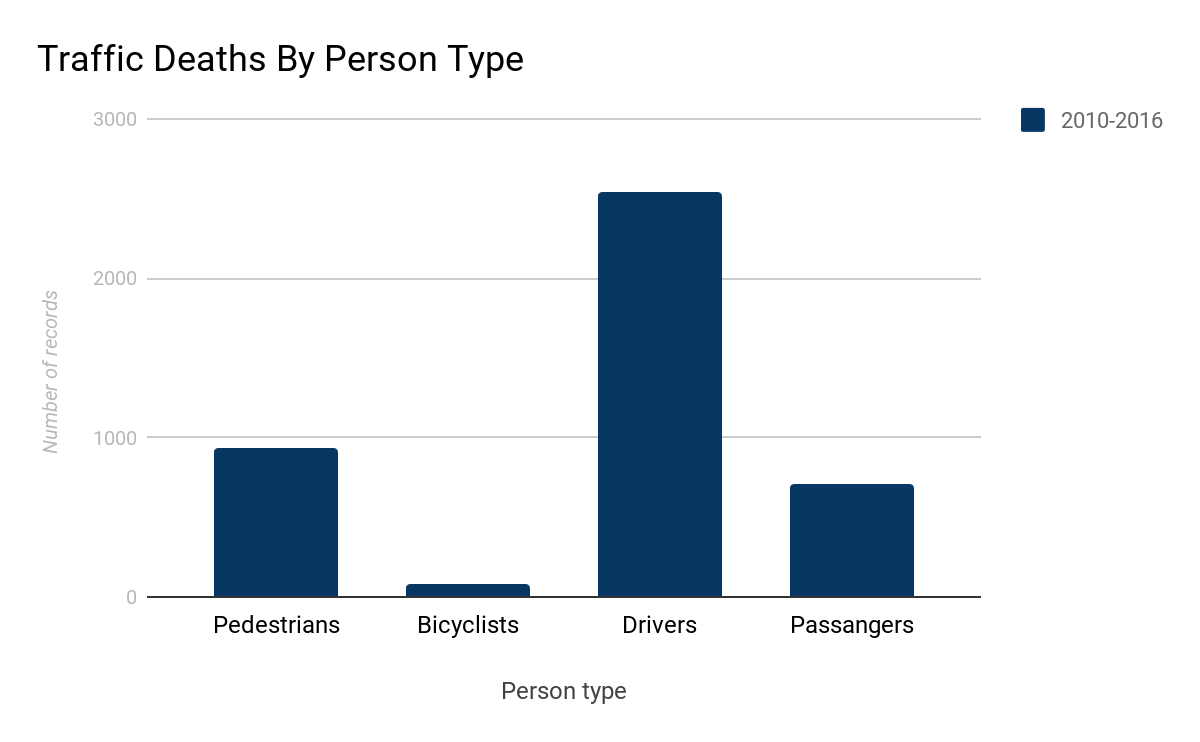 Traffic Deaths By Person Type
2010-2016
Number of records
3000
2000
1000
0
Pedestrians
Bicyclists
Drivers
Passangers
Person type